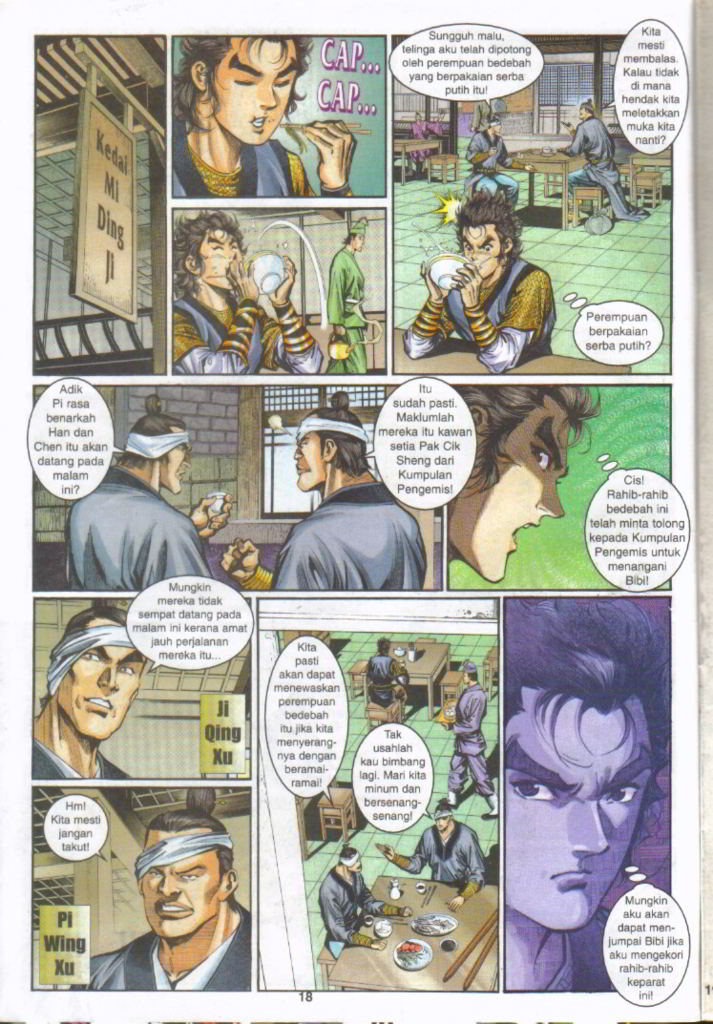 Kedai
Mi
Ding
Ji
CAP...
CAP...
Sungguh malu,
telinga aku telah dipotong
oleh perempuan bedebah
yang berpakaian serba
putih itu!
Kita
mesti
membalas.
Kalau tidak
di mana
hendak kita
meletakkan
muka kita
nanti?
Perempuan
berpakaian
serba putih?
Adik
Pi rasa
benarkah
Han dan
Chen itu akan
datang pada
malam
ini?
Itu
sudah pasti.
Maklumlah
mereka itu kawan
setia Pak Cik
Sheng dari
Kumpulan
Pengemis!
Cis!
Rahib-rahib
bedebah ini
telah minta tolong
kepada Kumpulan
Pengemis untuk
menangani
Bibi!
Mungkin
mereka tidak
sempat datang pada
malam ini kerana amat
jauh perjalanan
mereka itu...
Ji
Qing
Xu
Hm!
Kita mesti
jangan
takut!
Pi
Wing
Xu
Kita
pasti
akan dapat
menewaskan
perempuan
bedebah
itu jika kita
menyerang-
nya dengan
beramai-
ramai!
Tak
usahlah
kau bimbang
lagi. Mari kita
minum dan
bersenang-
senang!
Mungkin
aku akan
dapat men-
jumpai Bibi jika
aku mengekori
rahib-rahib
keparat
ini!
18